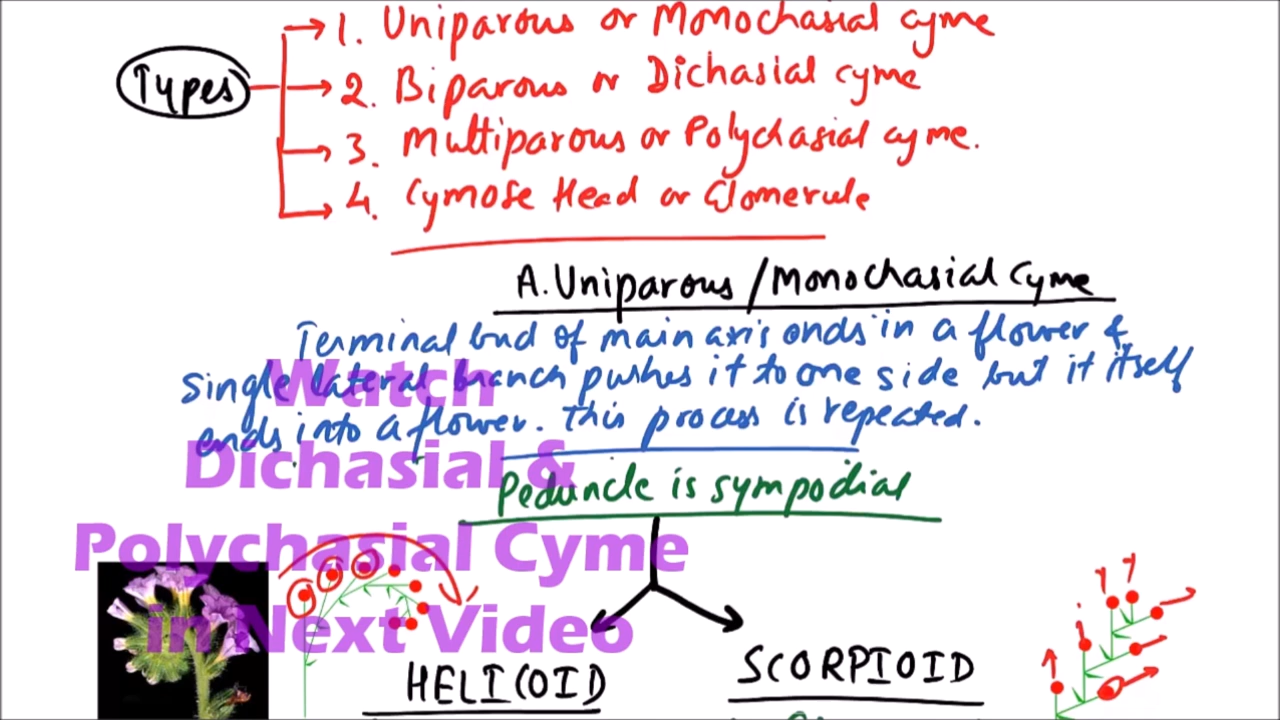 Types
1. Uniparous or Monochasial cyme
2. Biparous or Dichasial cyme
3. Multiparous or Polychasial cyme.
4. Cymose Head or Glomerule
A. Uniparous / Monochasial Cyme
Terminal bud of main axis ends in a flower &
single lateral branch pushes it to one side but it itself
ends into a flower. This process is repeated.
Peduncle is sympodial
Watch
Dichasial &
Polychasial Cyme
in Next Video
HELICOID
SCORPIOID